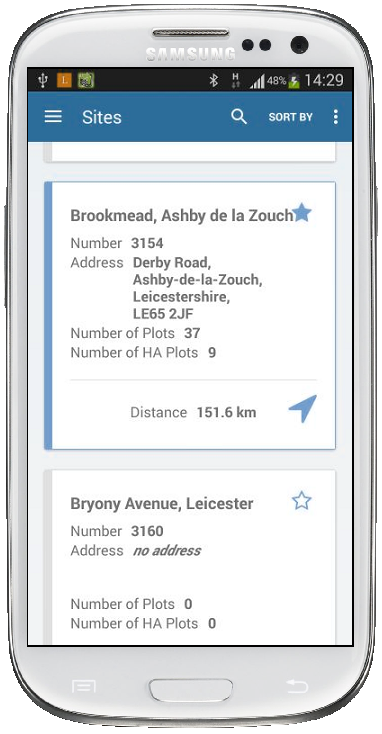 SAMSUNG
H 48% 14:29
Sites SORT BY
Brookmead, Ashby de la Zouch
Number 3154
Address Derby Road,
Ashby-de-la-Zouch,
Leicestershire,
LE65 2JF
Number of Plots 37
Number of HA Plots 9
Distance 151.6 km
Bryony Avenue, Leicester
Number 3160
Address no address
Number of Plots 0
Number of HA Plots 0